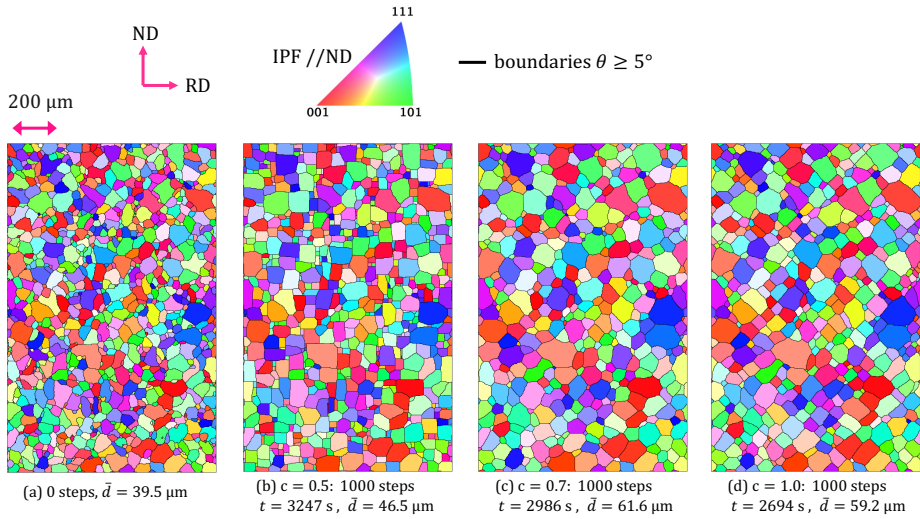 ND
RD
200 μm
IPF //ND
111
001
101
boundaries θ ≥ 5°
(a) 0 steps, d̄ = 39.5 μm
(b) c = 0.5: 1000 steps
t = 3247 s , d̄ = 46.5 μm
(c) c = 0.7: 1000 steps
t = 2986 s , d̄ = 61.6 μm
(d) c = 1.0: 1000 steps
t = 2694 s , d̄ = 59.2 μm